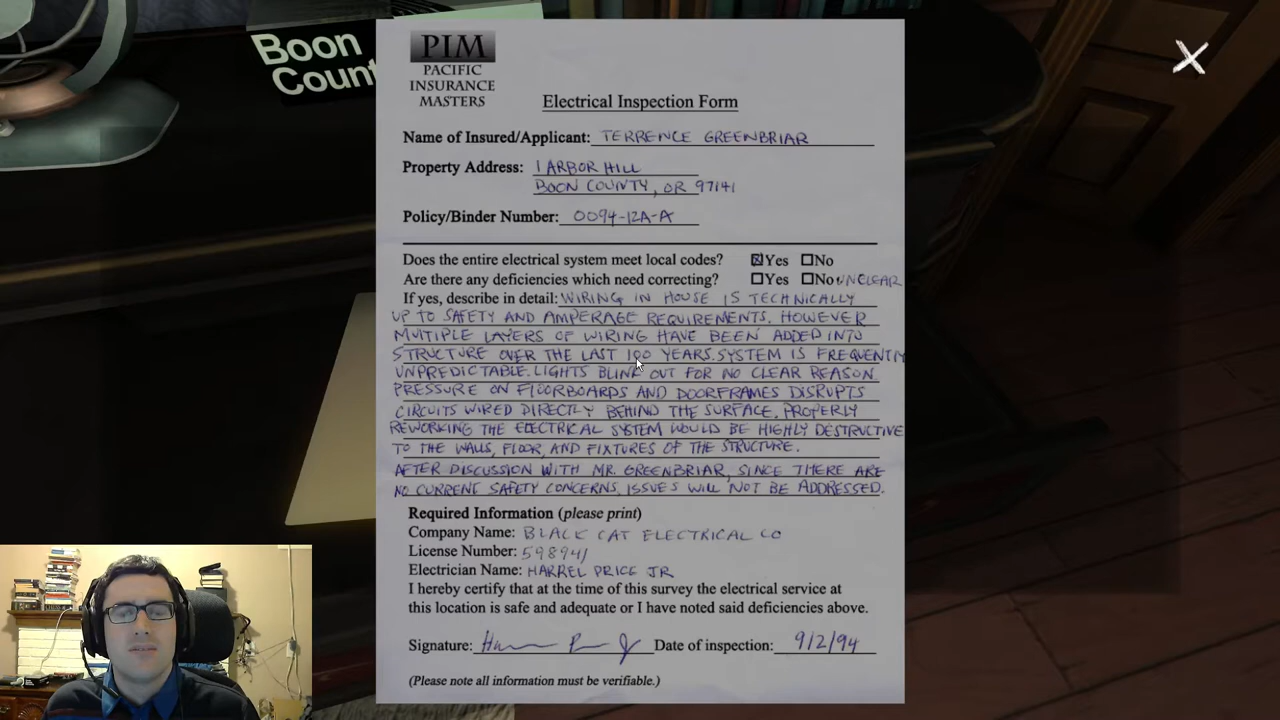 Boon
Count
PIM
PACIFIC
INSURANCE
MASTERS
Electrical Inspection Form
Name of Insured/Applicant: TERRENCE GREENBRIAR
Property Address: 1 ARBOR HILL
BOON COUNTY, OR 97141
Policy/Binder Number: 0094-12A-A
Does the entire electrical system meet local codes? ☒Yes ☐No
Are there any deficiencies which need correcting? ☐Yes ☐No UNCLEAR
If yes, describe in detail: WIRING IN HOUSE IS TECHNICALLY
UP TO SAFETY AND AMPERAGE REQUIREMENTS. HOWEVER
MULTIPLE LAYERS OF WIRING HAVE BEEN ADDED INTO
STRUCTURE OVER THE LAST 100 YEARS. SYSTEM IS FREQUENTLY
UNPREDICTABLE. LIGHTS BLINK OUT FOR NO CLEAR REASON.
PRESSURE ON FLOORBOARDS AND DOORFRAMES DISRUPTS
CIRCUITS WIRED DIRECTLY BEHIND THE SURFACE. PROPERLY
REWORKING THE ELECTRICAL SYSTEM WOULD BE HIGHLY DESTRUCTIVE
TO THE WALLS, FLOOR, AND FIXTURES OF THE STRUCTURE.
AFTER DISCUSSION WITH MR. GREENBRIAR, SINCE THERE ARE
NO CURRENT SAFETY CONCERNS, ISSUES WILL NOT BE ADDRESSED.
Required Information (please print)
Company Name: BLACK CAT ELECTRICAL CO
License Number: 598941
Electrician Name: HARREL PRICE JR
I hereby certify that at the time of this survey the electrical service at
this location is safe and adequate or I have noted said deficiencies above.
Signature: Date of inspection: 9/2/94
(Please note all information must be verifiable.)